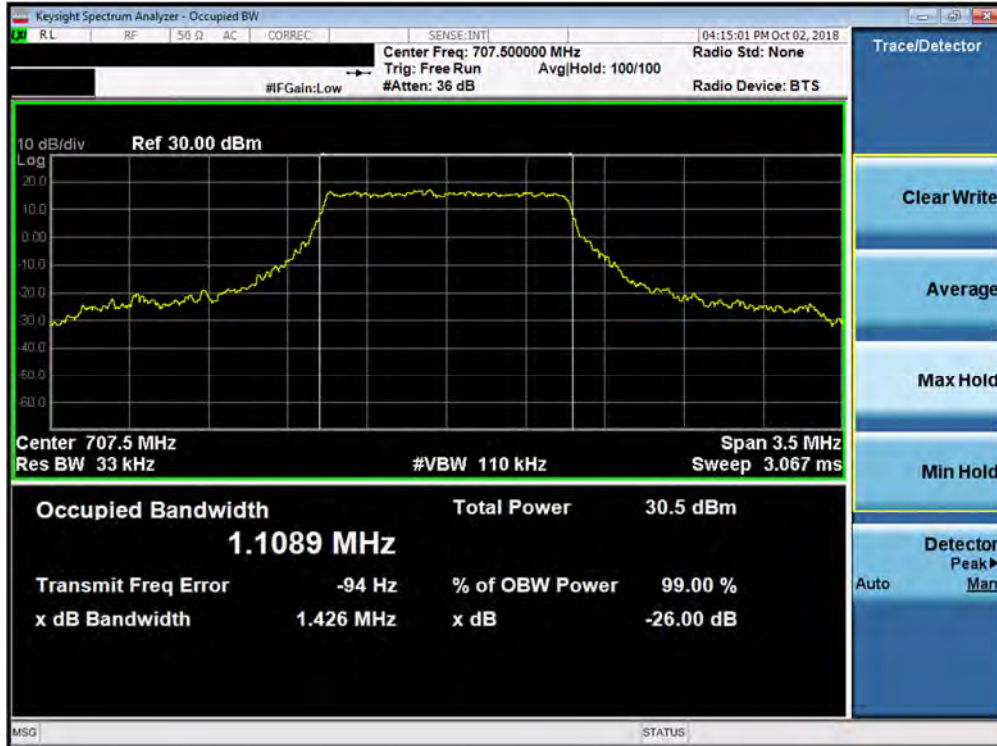 Keysight Spectrum Analyzer - Occupied BW
LXI RL RF 50 Ω AC CORREC SENSE:INT 04:15:01 PM Oct 02, 2018
Center Freq: 707.500000 MHz Radio Std: None
Trig: Free Run Avg|Hold: 100/100
#IFGain:Low #Atten: 36 dB Radio Device: BTS
Trace/Detector
10 dB/div Ref 30.00 dBm
Log
20.0
10.0
0.00
-10.0
-20.0
-30.0
-40.0
-50.0
-60.0
Center 707.5 MHz Span 3.5 MHz
Res BW 33 kHz #VBW 110 kHz Sweep 3.067 ms
Occupied Bandwidth Total Power 30.5 dBm
1.1089 MHz
Transmit Freq Error -94 Hz % of OBW Power 99.00 %
x dB Bandwidth 1.426 MHz x dB -26.00 dB
Clear Write
Average
Max Hold
Min Hold
Detector
Peak▶
Auto Man
MSG STATUS